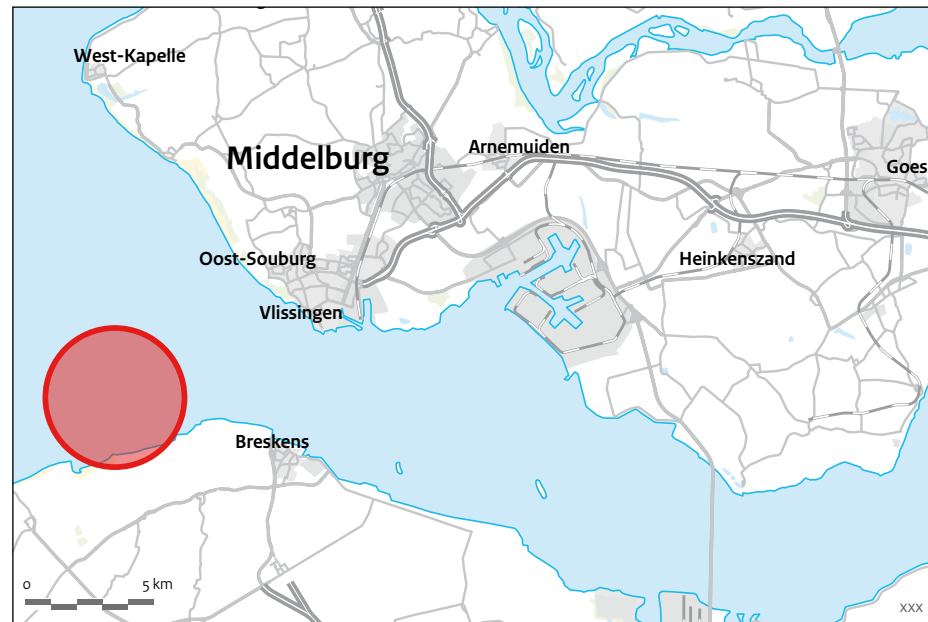 West-Kapelle
Middelburg
Arnemuiden
Goes
Oost-Souburg
Heinkenszand
Vlissingen
Breskens
0 5 km
xxx